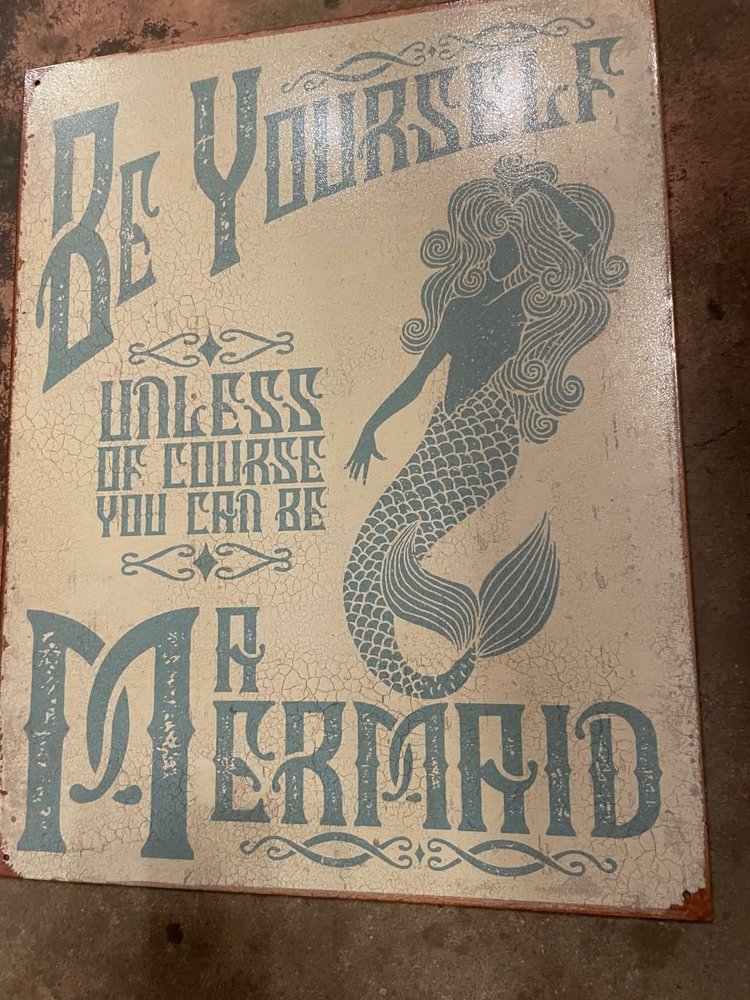 Be Yourself
Unless
of course
you can be
A
Mermaid